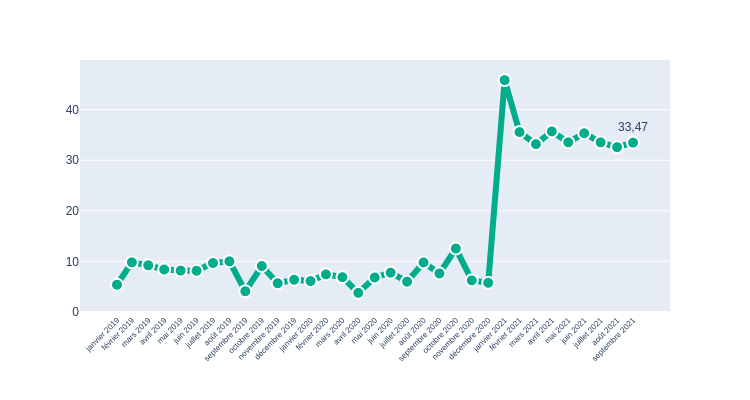 40
30
20
10
0
33,47
janvier 2019
février 2019
mars 2019
avril 2019
mai 2019
juin 2019
juillet 2019
août 2019
septembre 2019
octobre 2019
novembre 2019
décembre 2019
janvier 2020
février 2020
mars 2020
avril 2020
mai 2020
juin 2020
juillet 2020
août 2020
septembre 2020
octobre 2020
novembre 2020
décembre 2020
janvier 2021
février 2021
mars 2021
avril 2021
mai 2021
juin 2021
juillet 2021
août 2021
septembre 2021